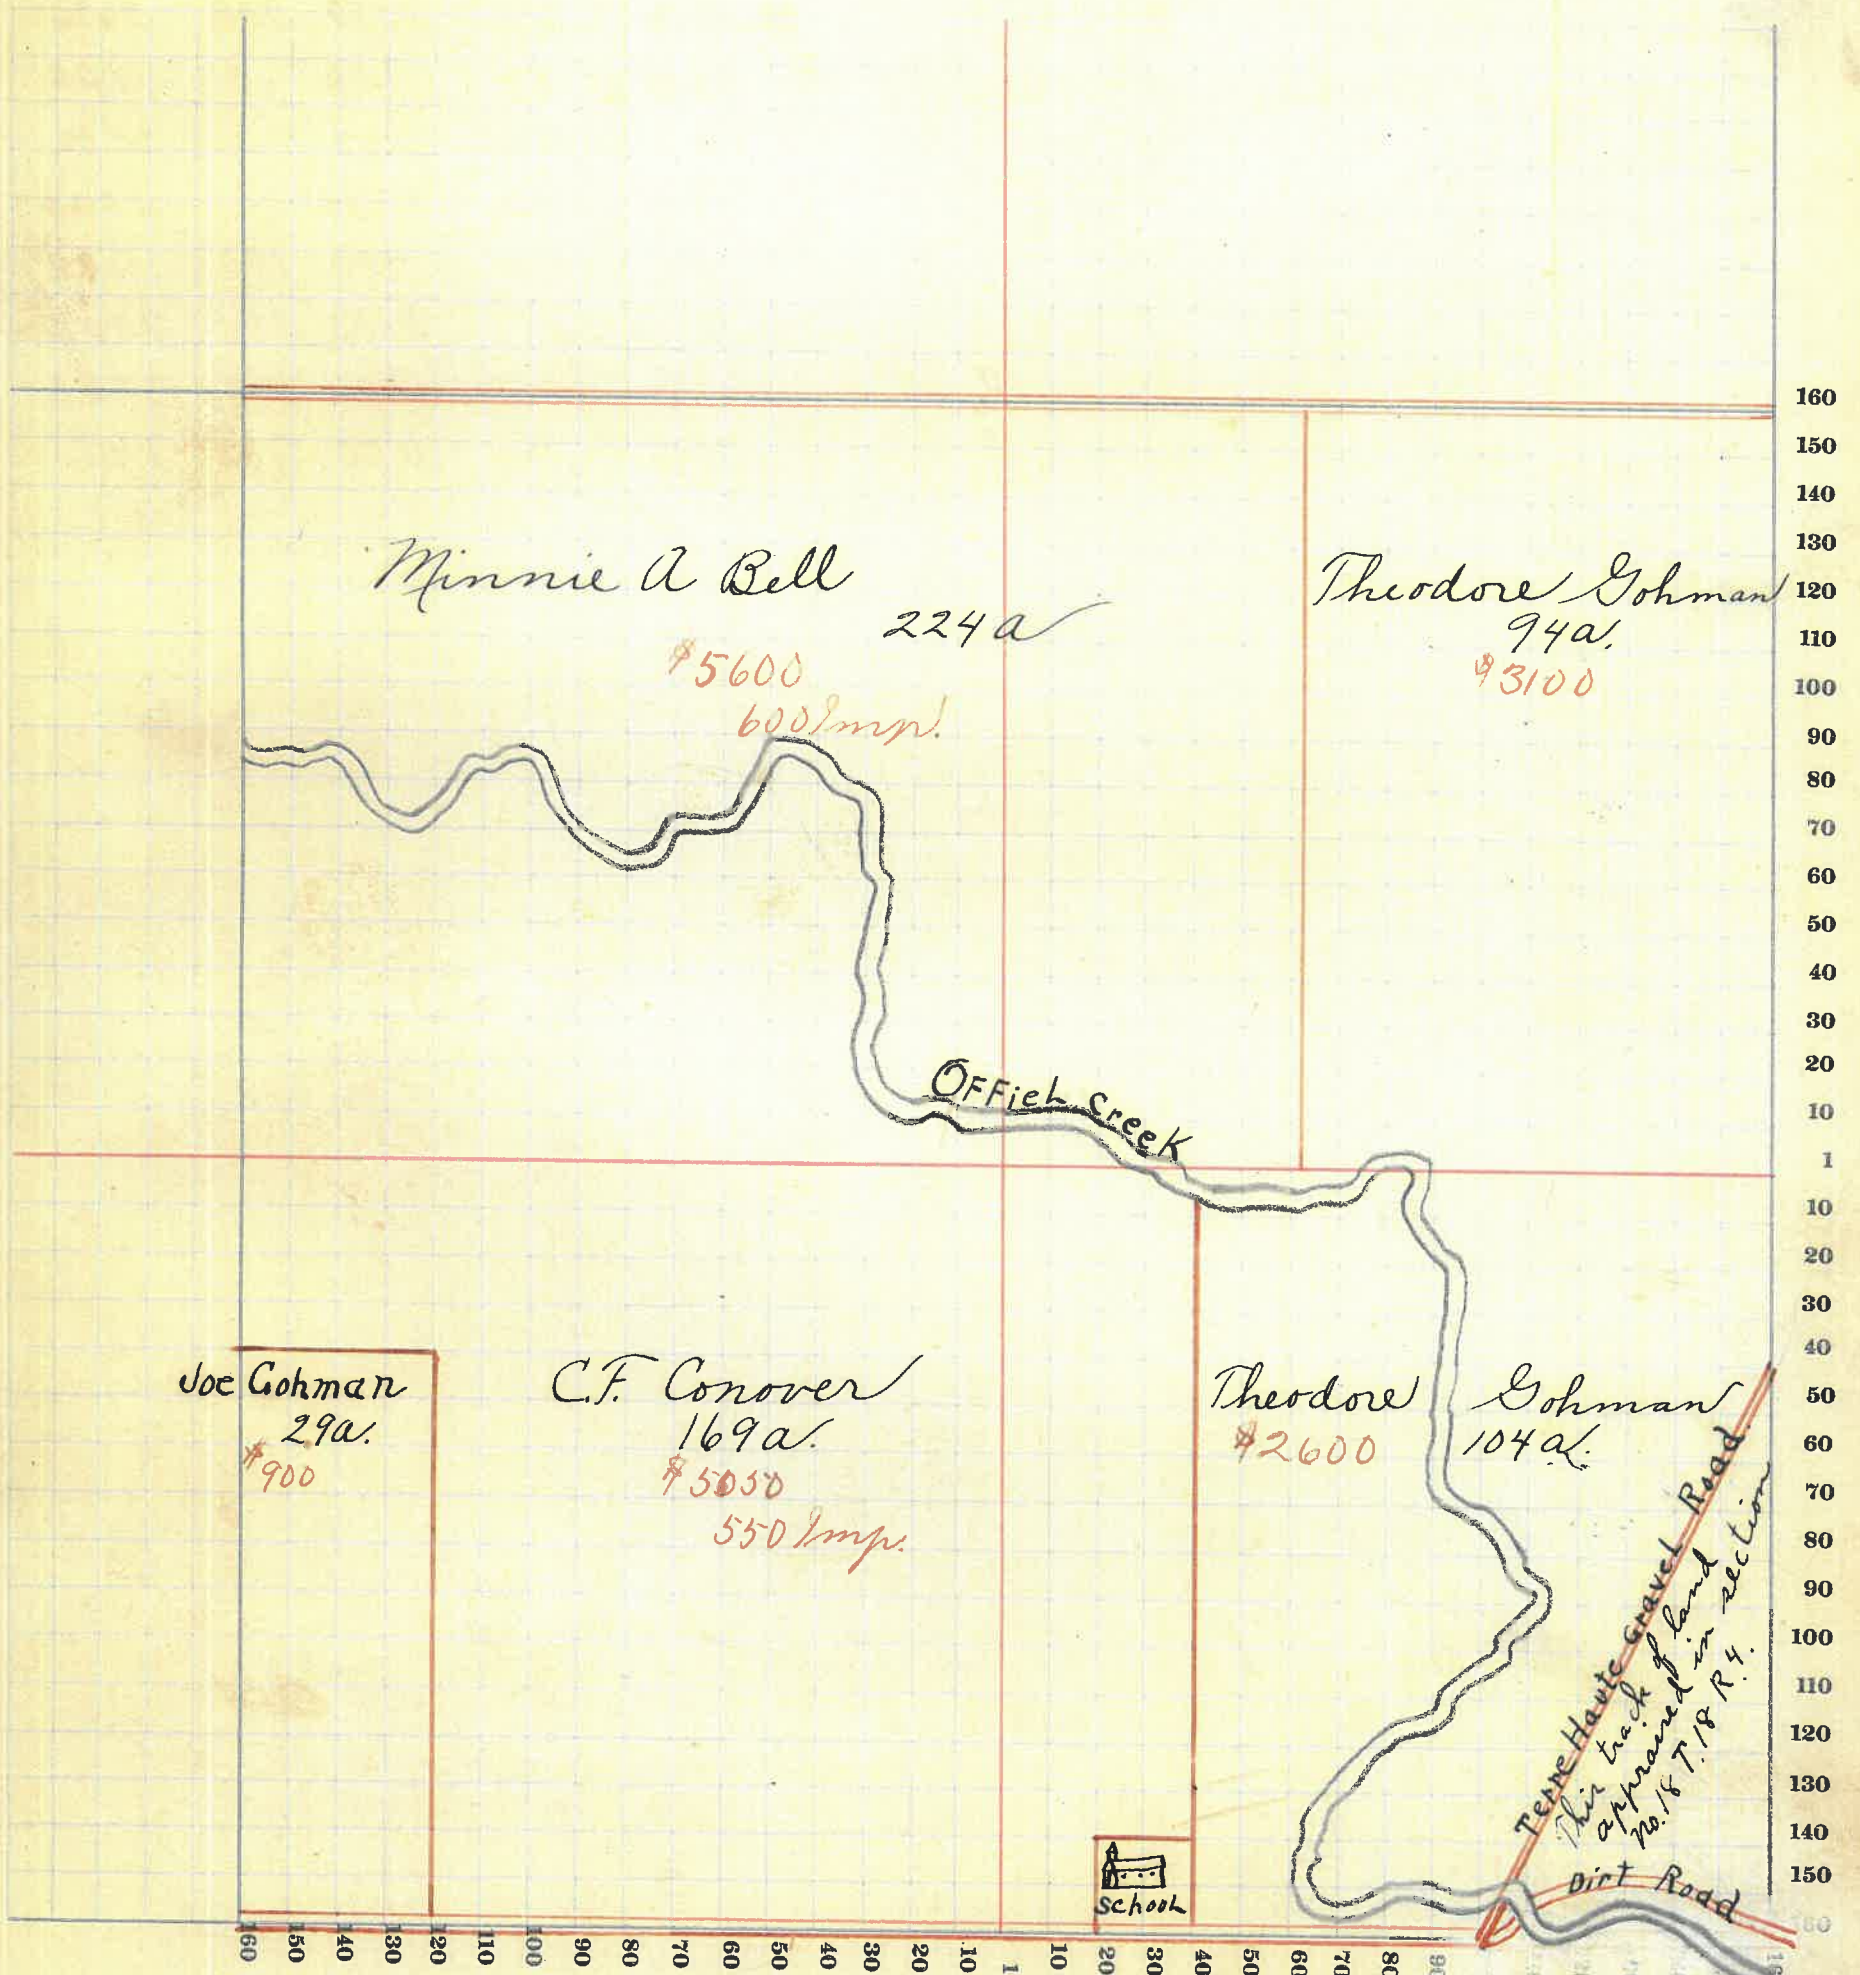 Minnie A Bell
224 a
$5600
600 Imp.
Theodore Gohman
94a.
$3100
OFFieL Creek
Joe Gohman
29a.
$900
C.F. Conover
169a.
$5050
550 Imp.
Theodore Gohman
$2600
104 a.
Terre Haute Gravel Road
This track of land
appraised in section
No. 18 T. 18 R. 4.
Dirt Road
School
160
150
140
130
120
110
100
90
80
70
60
50
40
30
20
10
1
10
20
30
40
50
60
70
80
90
100
110
120
130
140
150
160
160 150 140 130 120 110 100 90 80 70 60 50 40 30 20 10 1 10 20 30 40 50 60 70 80 90